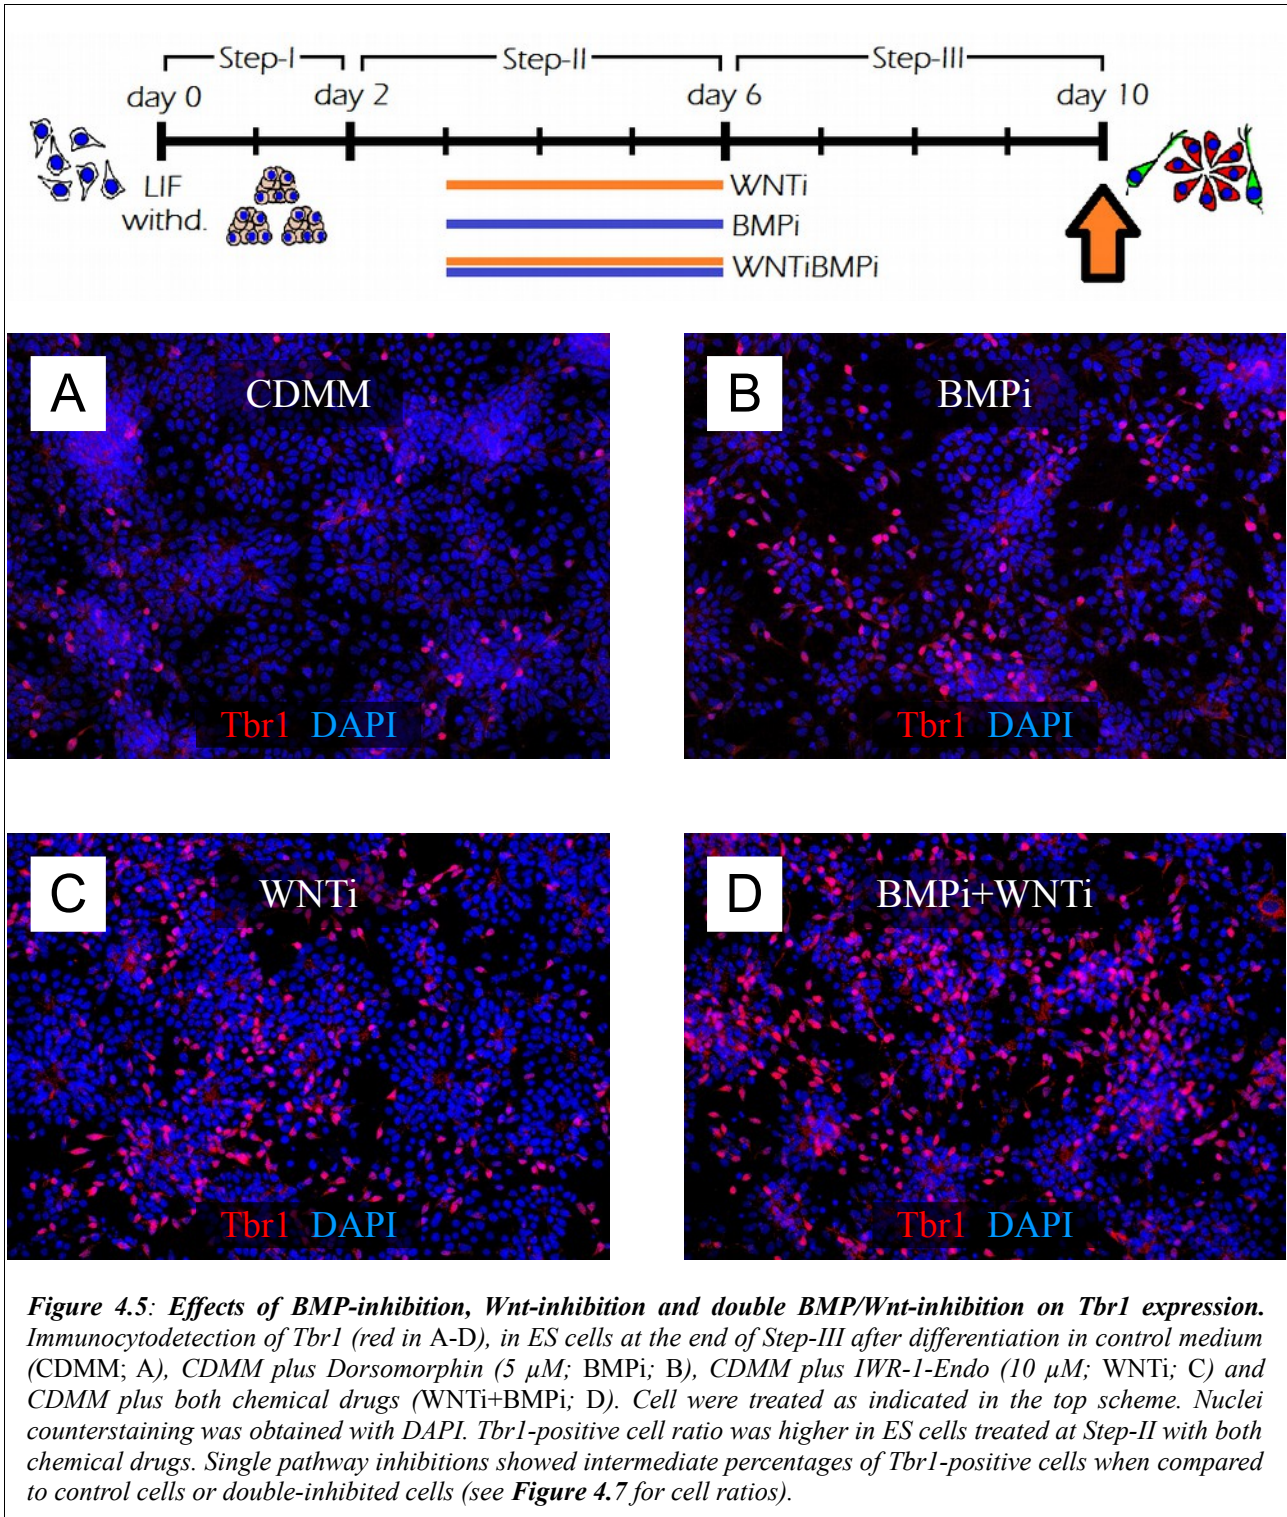 Step-I Step-II Step-III
day 0 day 2 day 6 day 10
LIF
withd.
WNTi
BMPi
WNTiBMPi
A CDMM
Tbr1 DAPI
B BMPi
Tbr1 DAPI
C WNTi
Tbr1 DAPI
D BMPi+WNTi
Tbr1 DAPI
Figure 4.5: Effects of BMP-inhibition, Wnt-inhibition and double BMP/Wnt-inhibition on Tbr1 expression.
Immunocytodetection of Tbr1 (red in A-D), in ES cells at the end of Step-III after differentiation in control medium
(CDMM; A), CDMM plus Dorsomorphin (5 µM; BMPi; B), CDMM plus IWR-1-Endo (10 µM; WNTi; C) and
CDMM plus both chemical drugs (WNTi+BMPi; D). Cell were treated as indicated in the top scheme. Nuclei
counterstaining was obtained with DAPI. Tbr1-positive cell ratio was higher in ES cells treated at Step-II with both
chemical drugs. Single pathway inhibitions showed intermediate percentages of Tbr1-positive cells when compared
to control cells or double-inhibited cells (see Figure 4.7 for cell ratios).